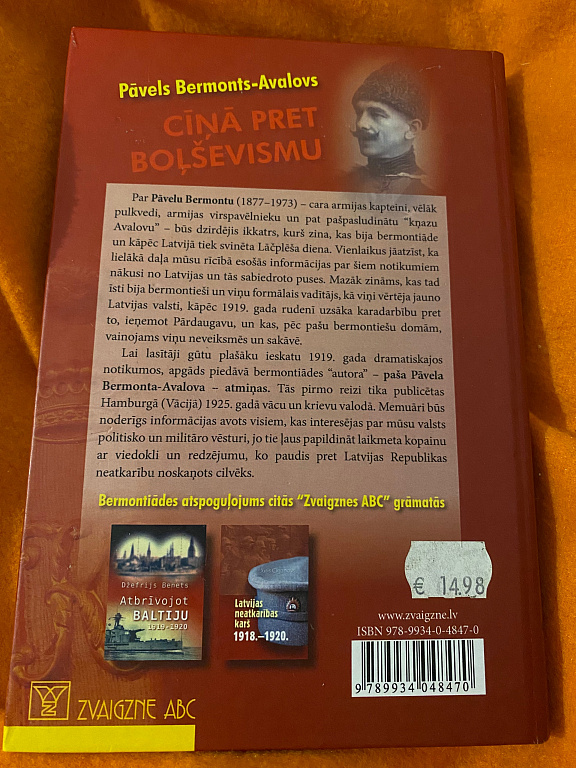 Pāvels Bermonts-Avalovs
CĪŅĀ PRET
BOĻŠEVISMU
Par Pāvelu Bermontu (1877–1973) – cara armijas kapteini, vēlāk
pulkvedi, armijas virspavēlnieku un pat pašpasludinātu "kņazu
Avalovu" – būs dzirdējis ikkatrs, kurš zina, kas bija bermontiāde
un kāpēc Latvijā tiek svinēta Lāčplēša diena. Vienlaikus jāatzīst, ka
lielākā daļa mūsu rīcībā esošās informācijas par šiem notikumiem
nākusi no Latvijas un tās sabiedroto puses. Mazāk zināms, kas tad
īsti bija bermontieši un viņu formālais vadītājs, kā viņi vērtēja jauno
Latvijas valsti, kāpēc 1919. gada rudenī uzsāka karadarbību pret
to, ieņemot Pārdaugavu, un kas, pēc pašu bermontiešu domām,
vainojams viņu neveiksmēs un sakāvē.
Lai lasītāji gūtu plašāku ieskatu 1919. gada dramatiskajos
notikumos, apgāds piedāvā bermontiādes "autora" – paša Pāvela
Bermonta-Avalova – atmiņas. Tās pirmo reizi tika publicētas
Hamburgā (Vācijā) 1925. gadā vācu un krievu valodā. Memuāri būs
noderīgs informācijas avots visiem, kas interesējas par mūsu valsts
politisko un militāro vēsturi, jo tie ļaus papildināt laikmeta kopainu
ar viedokli un redzējumu, ko paudis pret Latvijas Republikas
neatkarību noskaņots cilvēks.
Bermontiādes atspoguļojums citās "Zvaigznes ABC" grāmatās
Džefrijs Benets
Atbrīvojot
BALTIJU
1919-1920
Latvijas
neatkarības
karš
1918.–1920.
€ 14.98
www.zvaigzne.lv
ISBN 978-9934-0-4847-0
9 789934 048470
ZVAIGZNE ABC